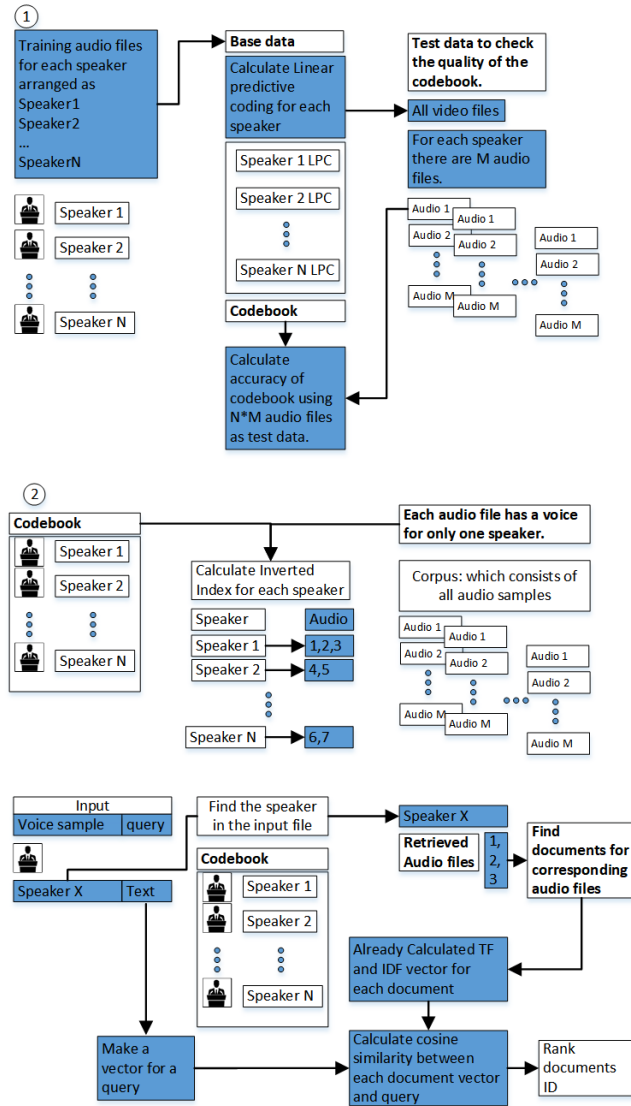 1
Training audio files
for each speaker
arranged as
Speaker1
Speaker2
...
SpeakerN
Speaker 1
Speaker 2
Speaker N
Base data
Calculate Linear
predictive
coding for each
speaker
Speaker 1 LPC
Speaker 2 LPC
Speaker N LPC
Codebook
Calculate
accuracy of
codebook using
N*M audio files
as test data.
Test data to check
the quality of the
codebook.
All video files
For each speaker
there are M audio
files.
Audio 1
Audio 2
Audio M
Audio 1
Audio 2
Audio M
Audio 1
Audio 2
Audio M
2
Codebook
Speaker 1
Speaker 2
Speaker N
Calculate Inverted
Index for each speaker
Speaker Audio
Speaker 1 1,2,3
Speaker 2 4,5
Speaker N 6,7
Each audio file has a voice
for only one speaker.
Corpus: which consists of
all audio samples
Audio 1
Audio 2
Audio M
Audio 1
Audio 2
Audio M
Audio 1
Audio 2
Audio M
Input
Voice sample query
Speaker X Text
Find the speaker
in the input file
Codebook
Speaker 1
Speaker 2
Speaker N
Speaker X
Retrieved
Audio files
1,
2,
3
Find
documents for
corresponding
audio files
Already Calculated TF
and IDF vector for
each document
Make a
vector for a
query
Calculate cosine
similarity between
each document vector
and query
Rank
documents
ID